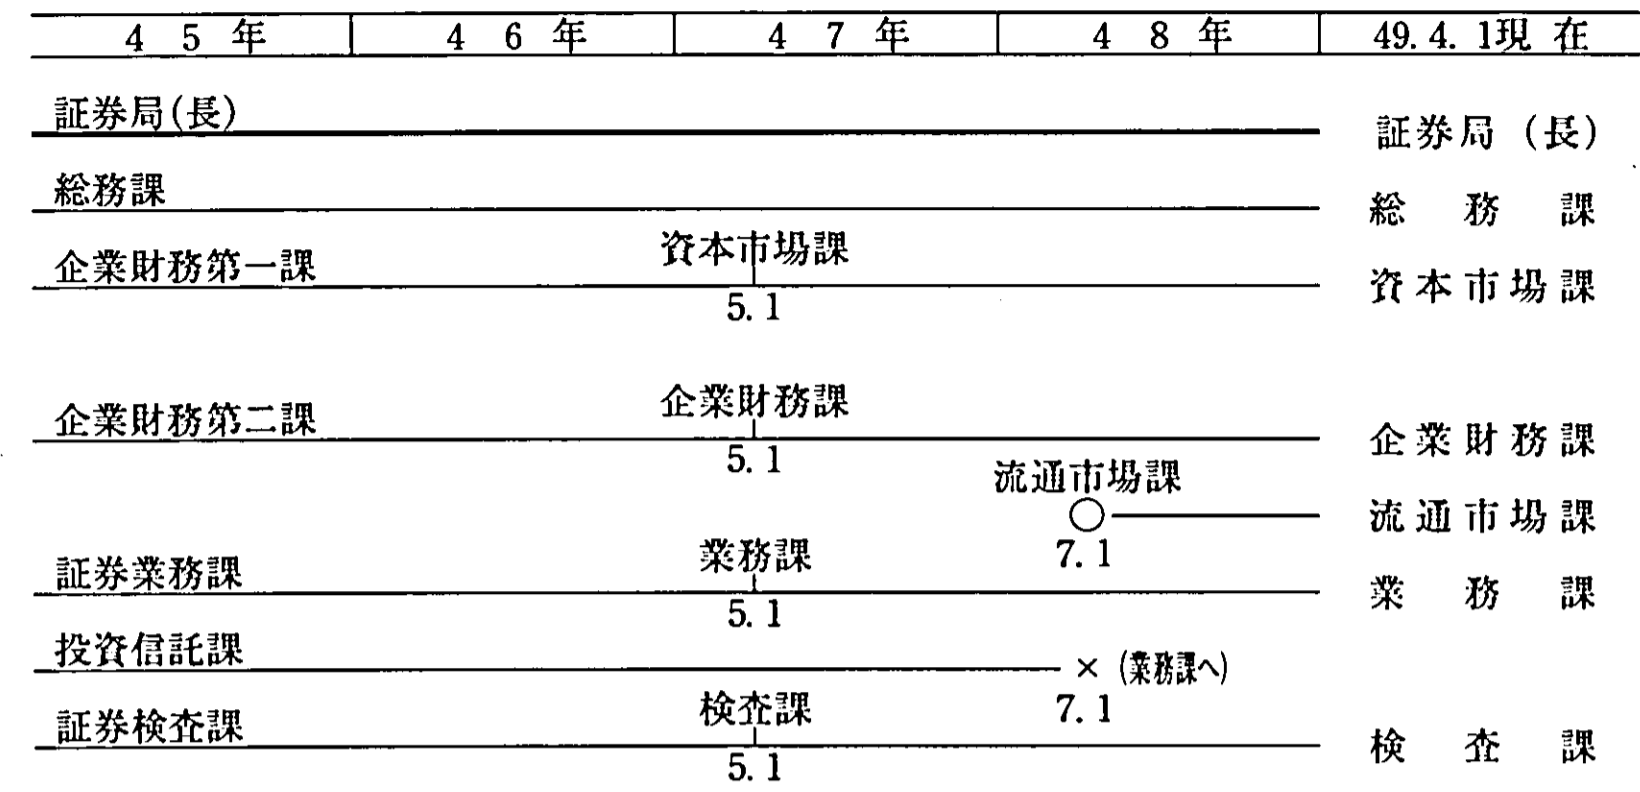 45年 46年 47年 48年 49.4.1現在
証券局(長)
証券局(長)
総務課
総務課
資本市場課
企業財務第一課
資本市場課
5.1
企業財務課
企業財務第二課
企業財務課
5.1
流通市場課
流通市場課
業務課
7.1
証券業務課
業務課
5.1
投資信託課
× (業務課へ)
検査課
7.1
証券検査課
検査課
5.1